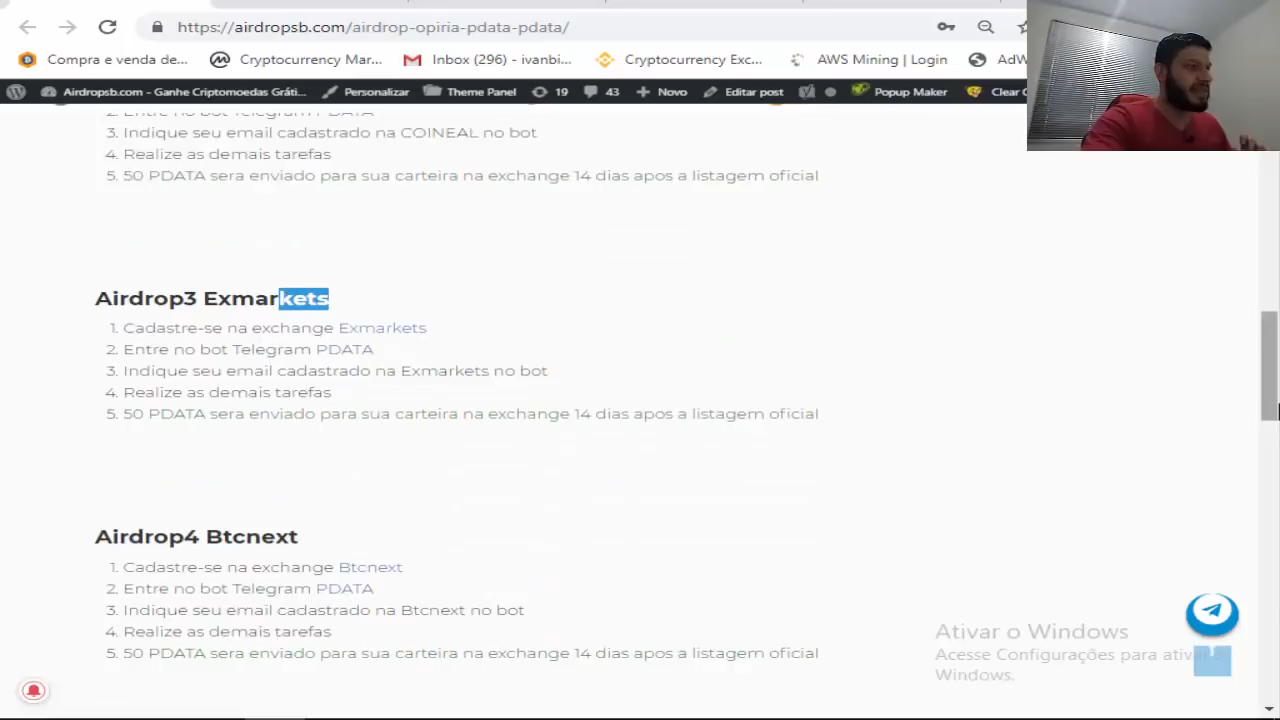 https://airdropsb.com/airdrop-opiria-pdata-pdata/
Compra e venda de... Cryptocurrency Mar... Inbox (296) - ivanbi... Cryptocurrency Exc... AWS Mining | Login AdW
Airdropsb.com - Ganhe Criptomoedas Gráti... Personalizar Theme Panel 19 43 Novo Editar post Popup Maker Clear C
2. Entre no bot Telegram PDATA
3. Indique seu email cadastrado na COINEAL no bot
4. Realize as demais tarefas
5. 50 PDATA sera enviado para sua carteira na exchange 14 dias apos a listagem oficial
Airdrop3 Exmarkets
1. Cadastre-se na exchange Exmarkets
2. Entre no bot Telegram PDATA
3. Indique seu email cadastrado na Exmarkets no bot
4. Realize as demais tarefas
5. 50 PDATA sera enviado para sua carteira na exchange 14 dias apos a listagem oficial
Airdrop4 Btcnext
1. Cadastre-se na exchange Btcnext
2. Entre no bot Telegram PDATA
3. Indique seu email cadastrado na Btcnext no bot
4. Realize as demais tarefas
5. 50 PDATA sera enviado para sua carteira na exchange 14 dias apos a listagem oficial
Ativar o Windows
Acesse Configurações para ativ
Windows.